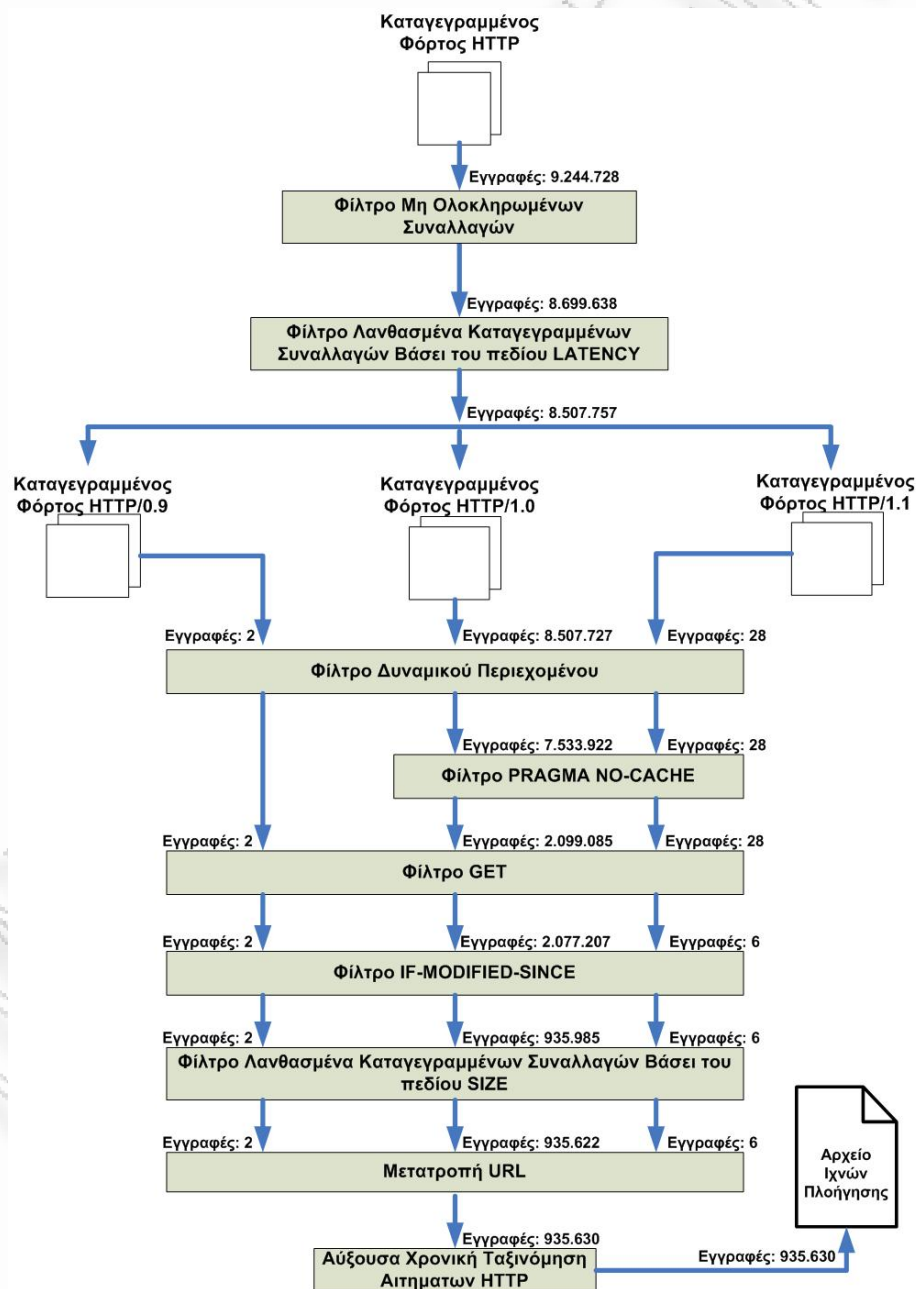 Καταγεγραμμένος
Φόρτος HTTP
Εγγραφές: 9.244.728
Φίλτρο Μη Ολοκληρωμένων
Συναλλαγών
Εγγραφές: 8.699.638
Φίλτρο Λανθασμένα Καταγεγραμμένων
Συναλλαγών Βάσει του πεδίου LATENCY
Εγγραφές: 8.507.757
Καταγεγραμμένος
Φόρτος HTTP/0.9
Καταγεγραμμένος
Φόρτος HTTP/1.0
Καταγεγραμμένος
Φόρτος HTTP/1.1
Εγγραφές: 2
Εγγραφές: 8.507.727
Εγγραφές: 28
Φίλτρο Δυναμικού Περιεχομένου
Εγγραφές: 7.533.922
Εγγραφές: 28
Φίλτρο PRAGMA NO-CACHE
Εγγραφές: 2
Εγγραφές: 2.099.085
Εγγραφές: 28
Φίλτρο GET
Εγγραφές: 2
Εγγραφές: 2.077.207
Εγγραφές: 6
Φίλτρο IF-MODIFIED-SINCE
Εγγραφές: 2
Εγγραφές: 935.985
Εγγραφές: 6
Φίλτρο Λανθασμένα Καταγεγραμμένων Συναλλαγών Βάσει του
πεδίου SIZE
Εγγραφές: 2
Εγγραφές: 935.622
Εγγραφές: 6
Μετατροπή URL
Αρχείο
Ιχνών
Πλοήγησης
Εγγραφές: 935.630
Αύξουσα Χρονική Ταξινόμηση
Αιτηματων HTTP
Εγγραφές: 935.630